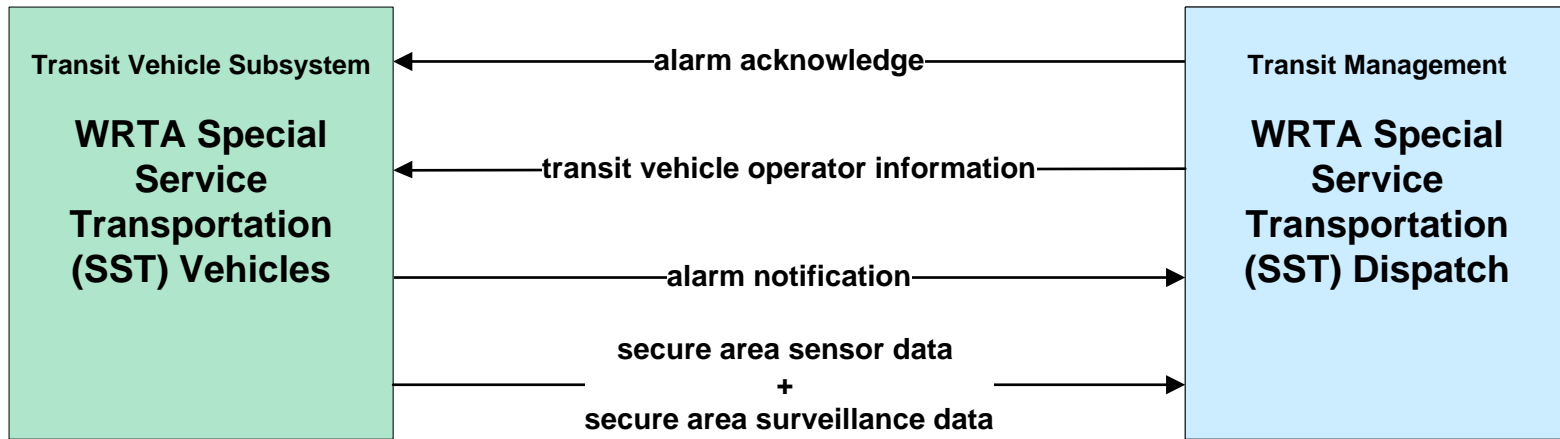 Transit Vehicle Subsystem
WRTA Special
Service
Transportation
(SST) Vehicles
alarm acknowledge
transit vehicle operator information
alarm notification
secure area sensor data
+
secure area surveillance data
Transit Management
WRTA Special
Service
Transportation
(SST) Dispatch